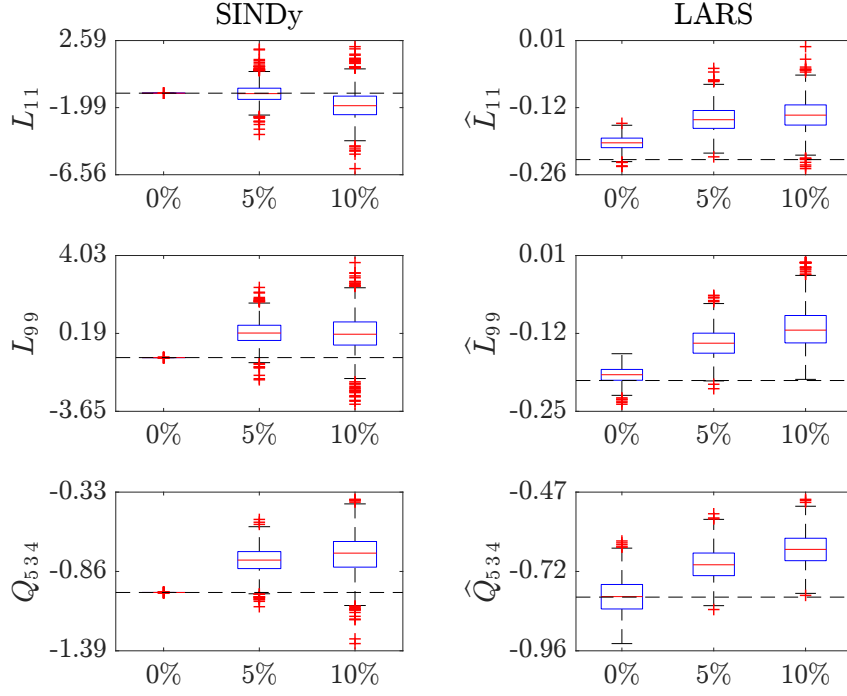 SINDy
LARS
2.59
-1.99
-6.56
L₁₁
0% 5% 10%
0.01
-0.12
-0.26
L̂₁₁
0% 5% 10%
4.03
0.19
-3.65
L₉₉
0% 5% 10%
0.01
-0.12
-0.25
L̂₉₉
0% 5% 10%
-0.33
-0.86
-1.39
Q₅₃₄
0% 5% 10%
-0.47
-0.72
-0.96
Q̂₅₃₄
0% 5% 10%